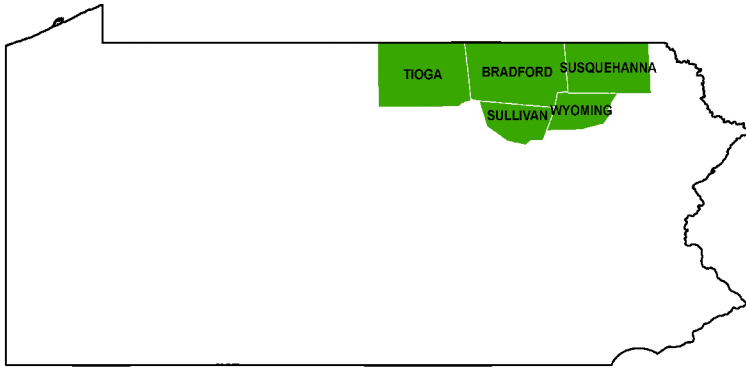 TIOGA
BRADFORD
SUSQUEHANNA
SULLIVAN
WYOMING